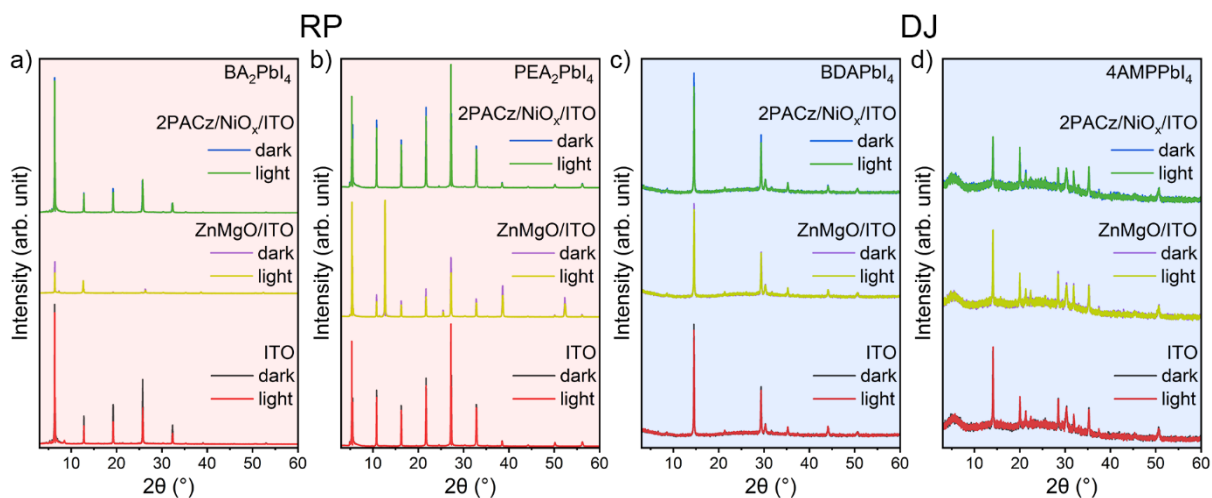 RP
DJ
a)
BA₂PbI₄
2PACz/NiOₓ/ITO
dark
light
ZnMgO/ITO
dark
light
ITO
dark
light
Intensity (arb. unit)
10 20 30 40 50 60
2θ (°)
b)
PEA₂PbI₄
2PACz/NiOₓ/ITO
dark
light
ZnMgO/ITO
dark
light
ITO
dark
light
Intensity (arb. unit)
10 20 30 40 50 60
2θ (°)
c)
BDAPbI₄
2PACz/NiOₓ/ITO
dark
light
ZnMgO/ITO
dark
light
ITO
dark
light
Intensity (arb. unit)
10 20 30 40 50 60
2θ (°)
d)
4AMPPbI₄
2PACz/NiOₓ/ITO
dark
light
ZnMgO/ITO
dark
light
ITO
dark
light
Intensity (arb. unit)
10 20 30 40 50 60
2θ (°)